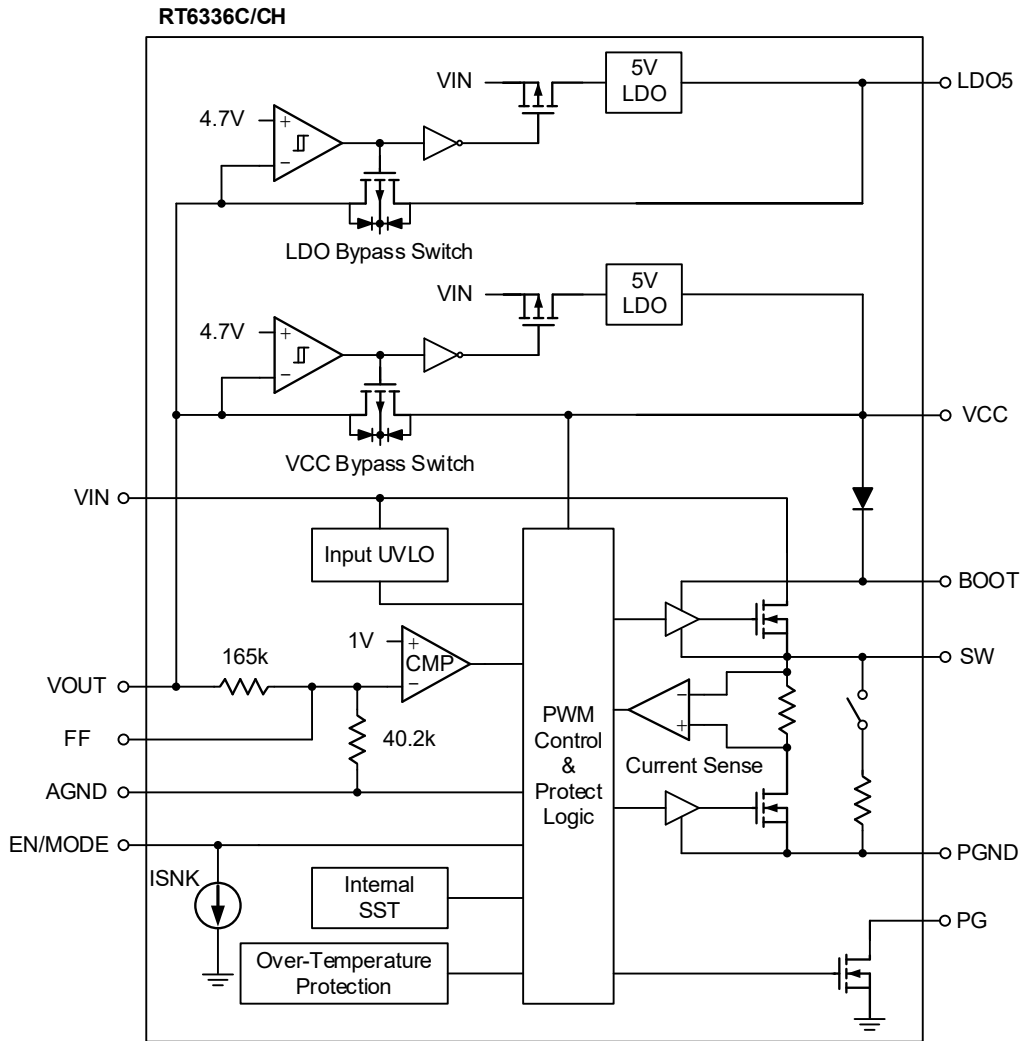 RT6336C/CH
VIN
5V
LDO
LDO5
4.7V
+
−
LDO Bypass Switch
VIN
5V
LDO
4.7V
+
−
VCC
VCC Bypass Switch
VIN
Input UVLO
BOOT
1V
+
CMP
−
165k
SW
VOUT
−
+
40.2k
FF
PWM
Control
&
Protect
Logic
Current Sense
AGND
EN/MODE
PGND
ISNK
Internal
SST
PG
Over-Temperature
Protection